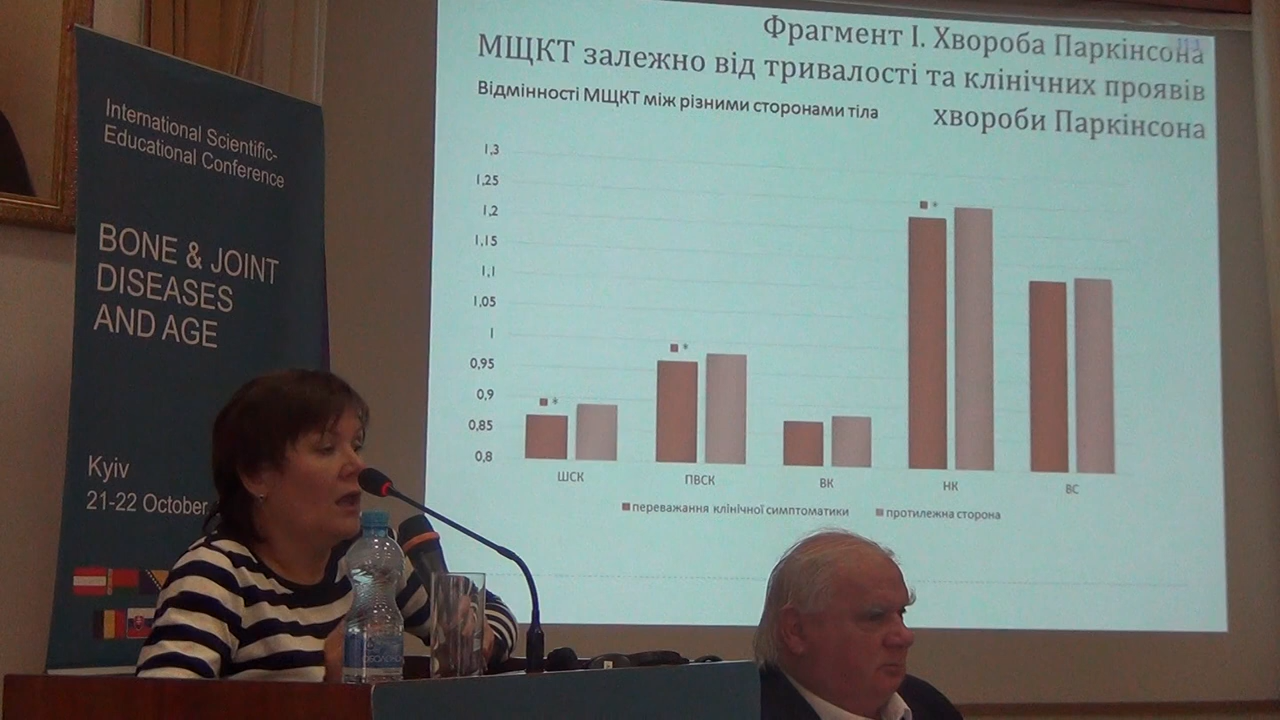 International Scientific-
Educational Conference
BONE & JOINT
DISEASES
AND AGE
Kyiv
21-22 October
Фрагмент І. Хвороба Паркінсона
МЩКТ залежно від тривалості та клінічних проявів
хвороби Паркінсона
Відмінності МЩКТ між різними сторонами тіла
1,3
1,25
1,2
1,15
1,1
1,05
1
0,95
0,9
0,85
0,8
*
*
*
ШСК ПВСК ВК НК ВС
переважання клінічної симптоматики протилежна сторона